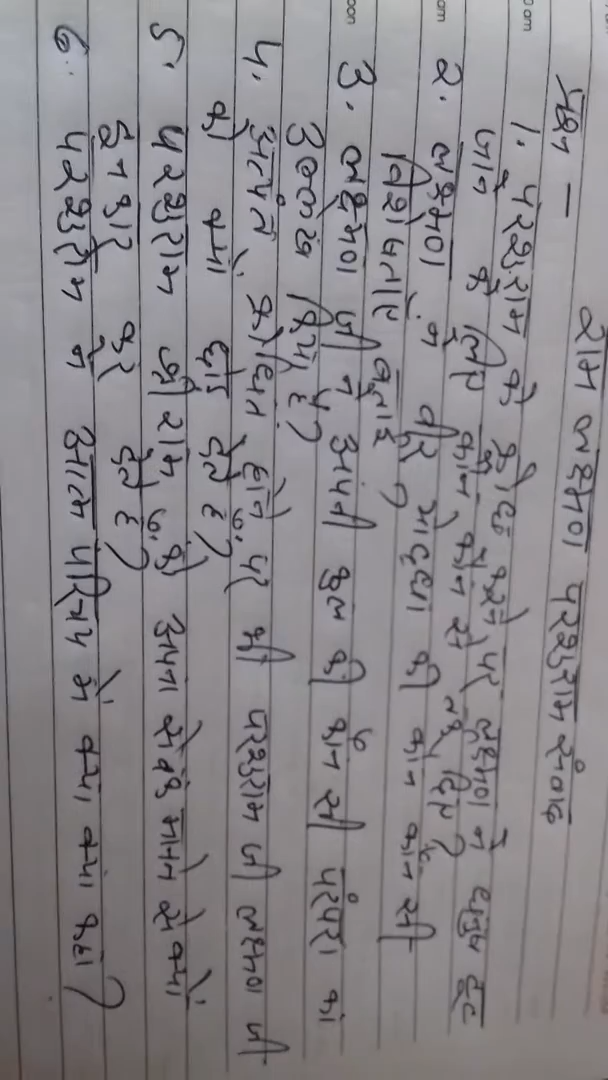 राम लक्ष्मण परशुराम संवाद
प्रश्न —
1. परशुराम के क्रोध करने पर लक्ष्मण ने धनुष टूट
जाने के लिए कौन कौन से तर्क दिए?
2. लक्ष्मण ने वीर योद्धा की कौन कौन सी
विशेषताए बताई?
3. लक्ष्मण जी ने अपनी कुल की कौन सी परंपरा का
उल्लेख किया है?
4. अत्यंत क्रोधित होने पर भी परशुराम जी लक्ष्मण जी
को क्यों छोड़ देते है?
5. परशुराम श्री राम को अपना सेवक मानने से क्यों
इनकार कर देते है?
6. परशुराम ने आत्म परिचय में क्या क्या कहा?